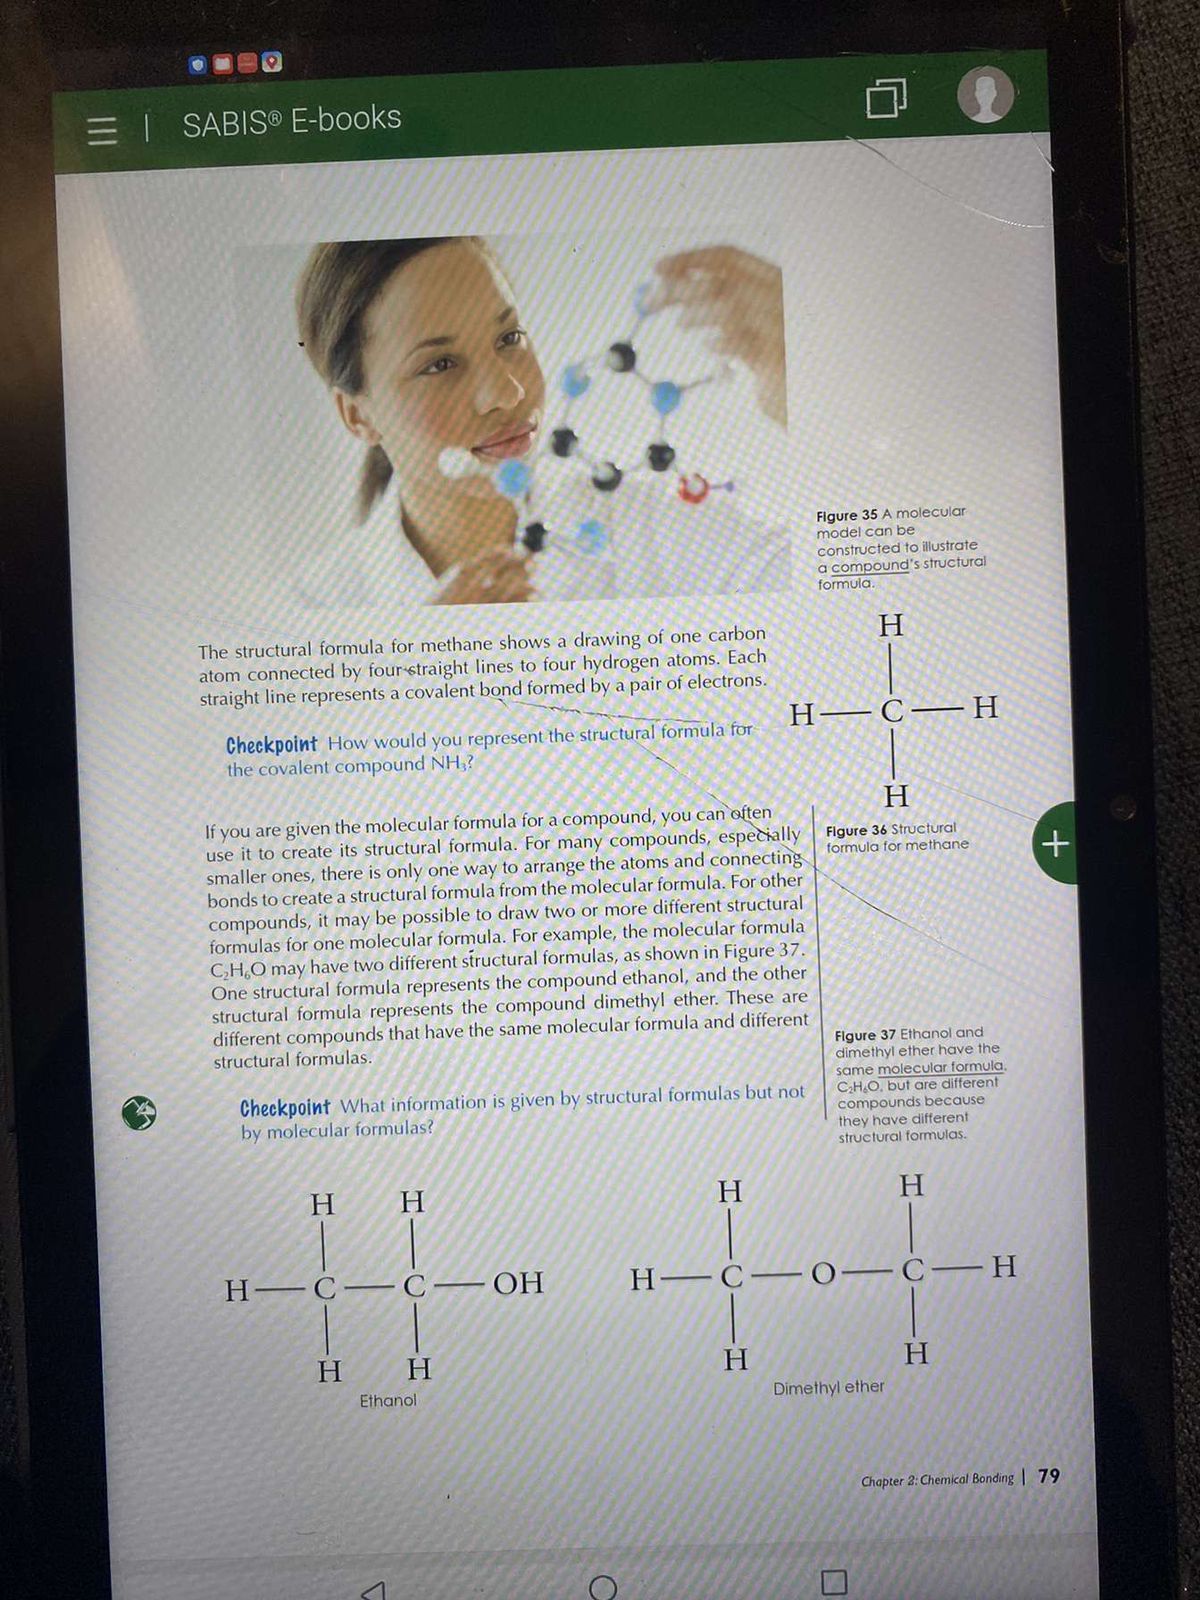 SABIS® E-books
Figure 35 A molecular
model can be
constructed to illustrate
a compound's structural
formula.
The structural formula for methane shows a drawing of one carbon
atom connected by four straight lines to four hydrogen atoms. Each
straight line represents a covalent bond formed by a pair of electrons.
H
H — C — H
H
Checkpoint How would you represent the structural formula for
the covalent compound NH₃?
Figure 36 Structural
formula for methane
If you are given the molecular formula for a compound, you can often
use it to create its structural formula. For many compounds, especially
smaller ones, there is only one way to arrange the atoms and connecting
bonds to create a structural formula from the molecular formula. For other
compounds, it may be possible to draw two or more different structural
formulas for one molecular formula. For example, the molecular formula
C₂H₆O may have two different structural formulas, as shown in Figure 37.
One structural formula represents the compound ethanol, and the other
structural formula represents the compound dimethyl ether. These are
different compounds that have the same molecular formula and different
structural formulas.
Figure 37 Ethanol and
dimethyl ether have the
same molecular formula,
C₂H₆O, but are different
compounds because
they have different
structural formulas.
Checkpoint What information is given by structural formulas but not
by molecular formulas?
H H
H — C — C — OH
H H
Ethanol
H H
H — C — O — C — H
H H
Dimethyl ether
Chapter 2: Chemical Bonding | 79